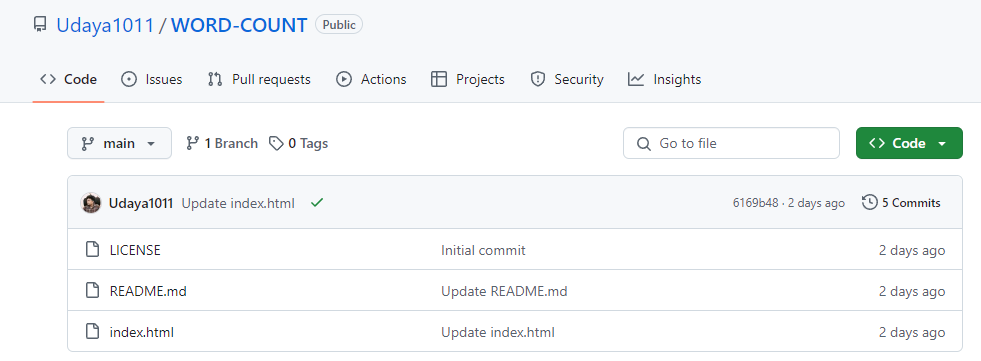 Udaya1011 / WORD-COUNT Public
Code Issues Pull requests Actions Projects Security Insights
main 1 Branch 0 Tags Go to file Code
Udaya1011 Update index.html 6169b48 · 2 days ago 5 Commits
LICENSE Initial commit 2 days ago
README.md Update README.md 2 days ago
index.html Update index.html 2 days ago